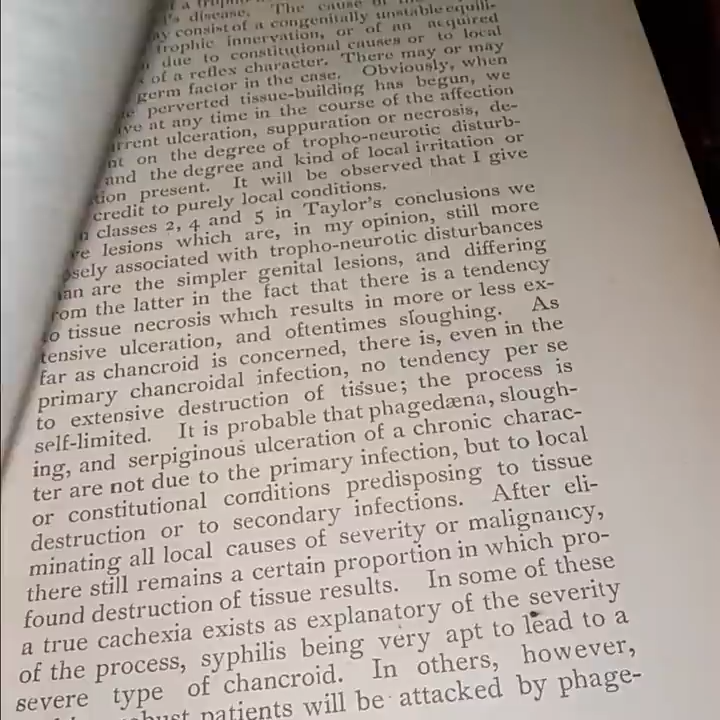 disease. The cause
consist of a congenitally unstable equili-
trophic innervation, or of an acquired
due to constitutional causes or to local
of a reflex character. There may or may
germ factor in the case. Obviously, when
perverted tissue-building has begun, we
at any time in the course of the affection
ulceration, suppuration or necrosis, de-
on the degree of tropho-neurotic disturb-
and the degree and kind of local irritation or
present. It will be observed that I give
credit to purely local conditions.
classes 2, 4 and 5 in Taylor's conclusions we
lesions which are, in my opinion, still more
associated with tropho-neurotic disturbances
are the simpler genital lesions, and differing
from the latter in the fact that there is a tendency
to tissue necrosis which results in more or less ex-
tensive ulceration, and oftentimes sloughing. As
far as chancroid is concerned, there is, even in the
primary chancroidal infection, no tendency per se
to extensive destruction of tissue; the process is
self-limited. It is probable that phagedæna, slough-
ing, and serpiginous ulceration of a chronic charac-
ter are not due to the primary infection, but to local
or constitutional conditions predisposing to tissue
destruction or to secondary infections. After eli-
minating all local causes of severity or malignancy,
there still remains a certain proportion in which pro-
found destruction of tissue results. In some of these
a true cachexia exists as explanatory of the severity
of the process, syphilis being very apt to lead to a
severe type of chancroid. In others, however,
patients will be attacked by phage-